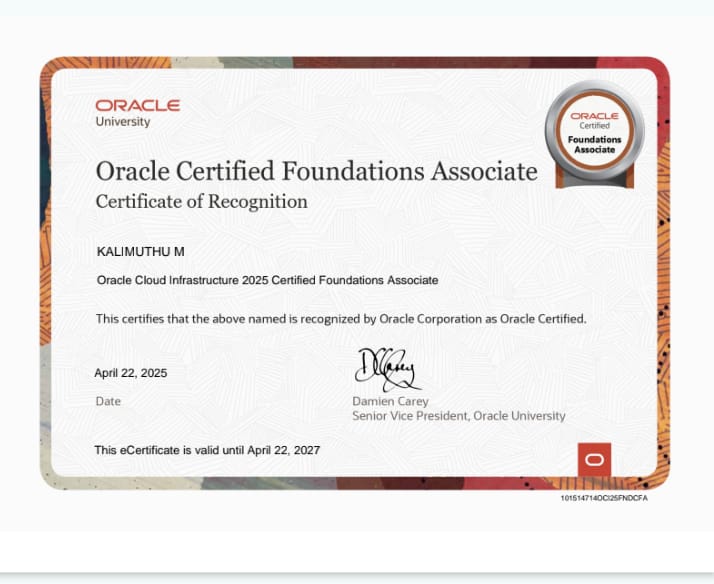 ORACLE
University
ORACLE
Certified
Foundations
Associate
Oracle Certified Foundations Associate
Certificate of Recognition
KALIMUTHU M
Oracle Cloud Infrastructure 2025 Certified Foundations Associate
This certifies that the above named is recognized by Oracle Corporation as Oracle Certified.
April 22, 2025
Date
DCarey
Damien Carey
Senior Vice President, Oracle University
This eCertificate is valid until April 22, 2027
101514714OCI25FNDCFA